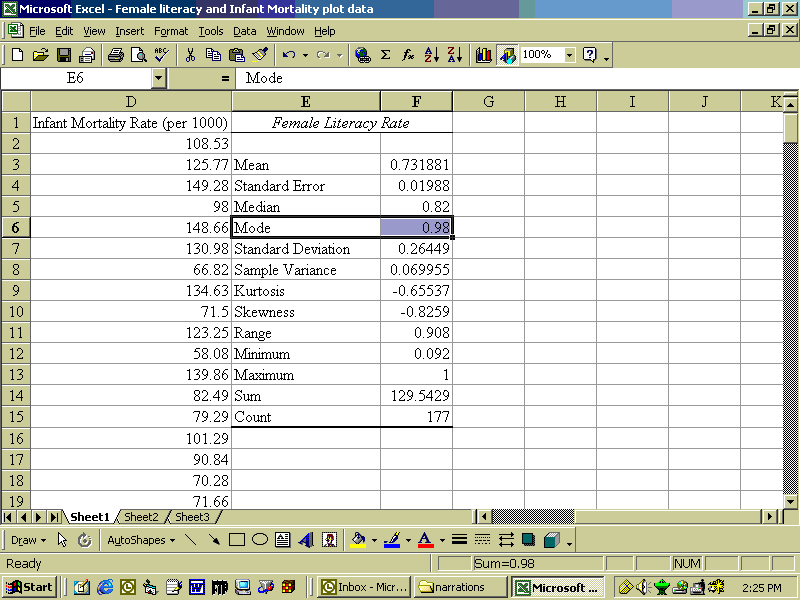 Microsoft Excel - Female literacy and Infant Mortality plot data
File Edit View Insert Format Tools Data Window Help
100%
E6 = Mode
D E F G H I J K
1 Infant Mortality Rate (per 1000) Female Literacy Rate
2 108.53
3 125.77 Mean 0.731881
4 149.28 Standard Error 0.01988
5 98 Median 0.82
6 148.66 Mode 0.98
7 130.98 Standard Deviation 0.26449
8 66.82 Sample Variance 0.069955
9 134.63 Kurtosis -0.65537
10 71.5 Skewness -0.8259
11 123.25 Range 0.908
12 58.08 Minimum 0.092
13 139.86 Maximum 1
14 82.49 Sum 129.5429
15 79.29 Count 177
16 101.29
17 90.84
18 70.28
19 71.66
Sheet1 Sheet2 Sheet3
Draw AutoShapes
Ready Sum=0.98 NUM
Start Inbox - Micr... narrations Microsoft ... 2:25 PM